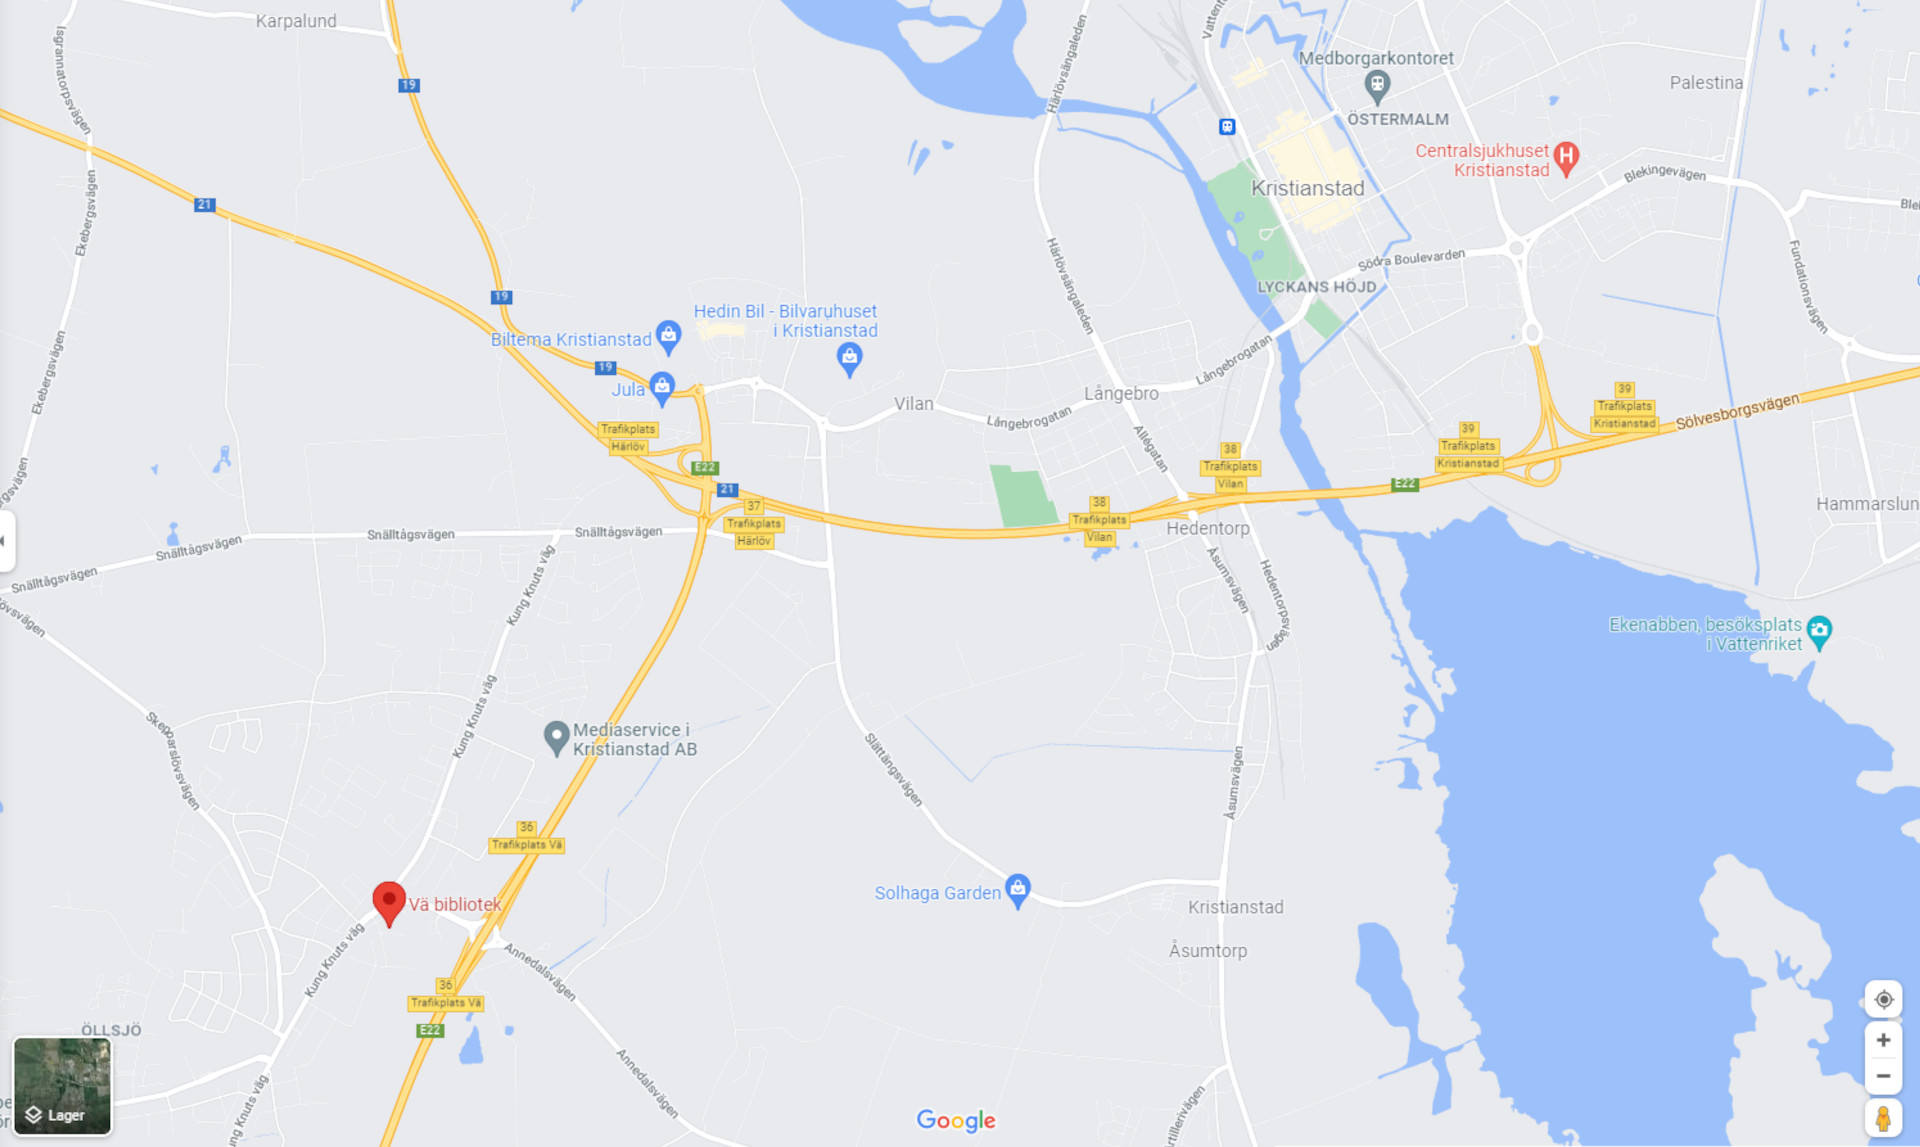 Karpalund
Isgrannatorpsvägen
19
Härlövsängaleden
Medborgarkontoret
ÖSTERMALM
Palestina
Centralsjukhuset
Kristianstad
Blekingevägen
21
Ekebergsvägen
Kristianstad
Södra Boulevarden
LYCKANS HÖJD
Härlövsängaleden
Fundationsvägen
19
Hedin Bil - Bilvaruhuset
i Kristianstad
Biltema Kristianstad
19
Jula
Ekebergsvägen
Långebrogatan
Långebro
Vilan
Långebrogatan
39
Trafikplats
Kristianstad
Sölvesborgsvägen
Trafikplats
Härlöv
Allégatan
39
Trafikplats
Kristianstad
38
Trafikplats
Vilan
E22
21
E22
37
Trafikplats
Härlöv
38
Trafikplats
Vilan
Hedentorp
Hammarslun
Snälltågsvägen
Snälltågsvägen
Snälltågsvägen
Snälltågsvägen
Kung Knuts väg
Åsumsvägen
Hedentorpsvägen
Ekenabben, besöksplats
i Vattenriket
Kung Knuts väg
Skepparslövsvägen
Mediaservice i
Kristianstad AB
Slättängsvägen
Åsumsvägen
36
Trafikplats Vä
Vä bibliotek
Solhaga Garden
Kristianstad
Åsumtorp
Kung Knuts väg
Annedalsvägen
36
Trafikplats Vä
E22
ÖLLSJÖ
Annedalsvägen
Lager
Google